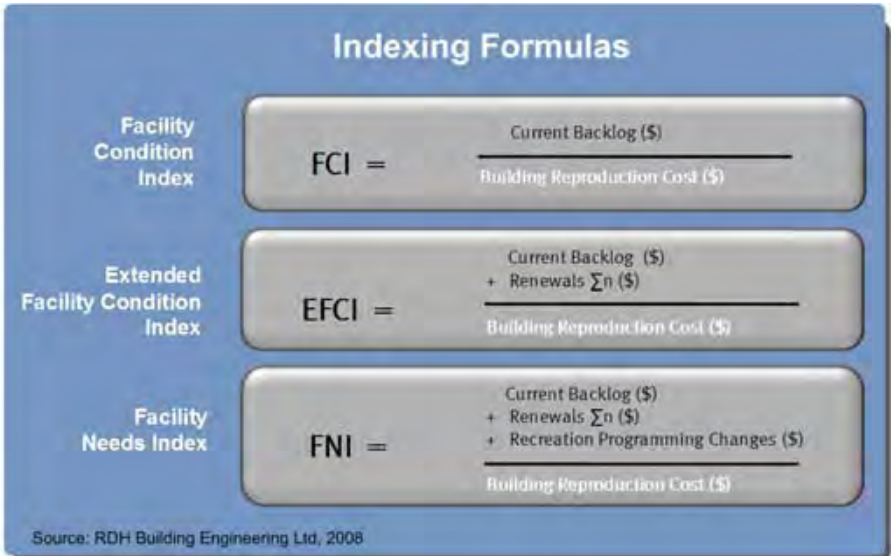 Indexing Formulas
Facility
Condition
Index
FCI =
Current Backlog ($)
Building Reproduction Cost ($)
Extended
Facility Condition
Index
EFCI =
Current Backlog ($)
+ Renewals ∑n ($)
Building Reproduction Cost ($)
Facility
Needs Index
FNI =
Current Backlog ($)
+ Renewals ∑n ($)
+ Recreation Programming Changes ($)
Building Reproduction Cost ($)
Source: RDH Building Engineering Ltd, 2008